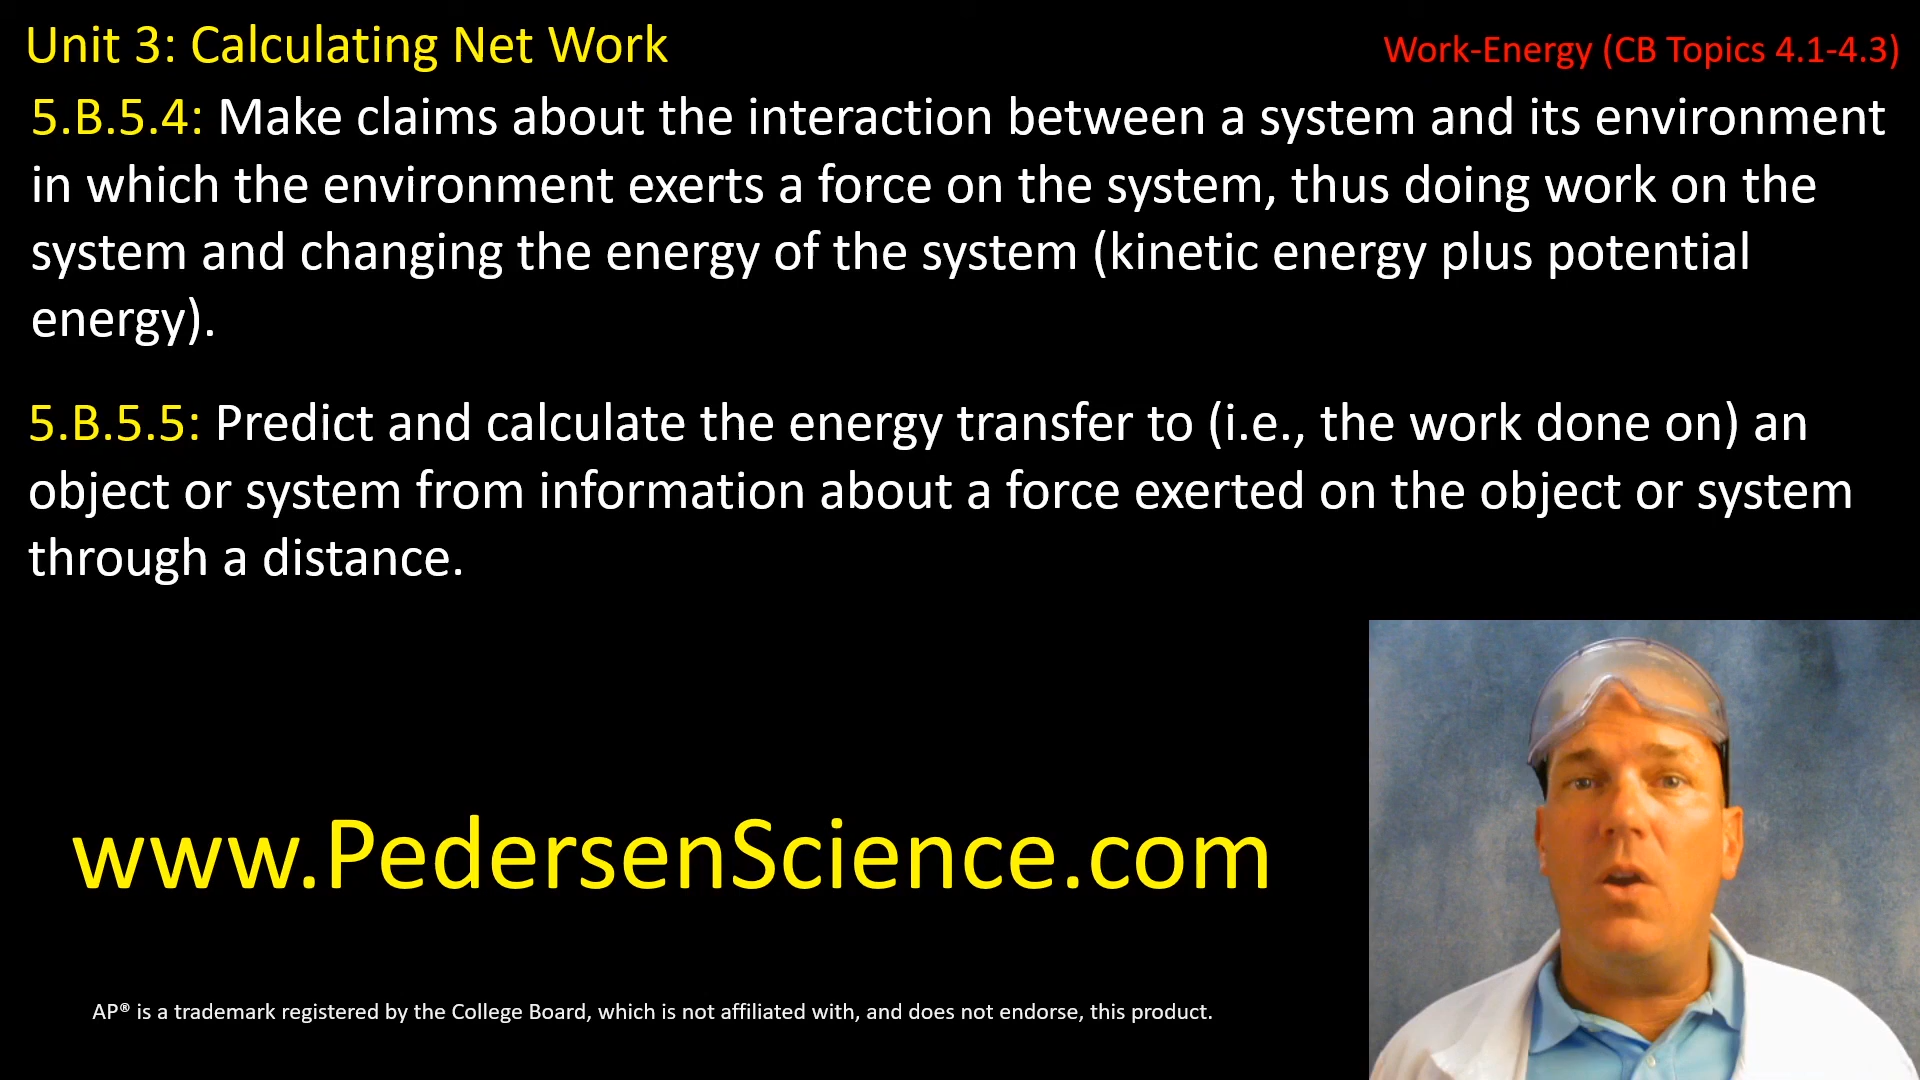 Unit 3: Calculating Net Work
Work-Energy (CB Topics 4.1-4.3)
5.B.5.4: Make claims about the interaction between a system and its environment
in which the environment exerts a force on the system, thus doing work on the
system and changing the energy of the system (kinetic energy plus potential
energy).
5.B.5.5: Predict and calculate the energy transfer to (i.e., the work done on) an
object or system from information about a force exerted on the object or system
through a distance.
www.PedersenScience.com
AP® is a trademark registered by the College Board, which is not affiliated with, and does not endorse, this product.